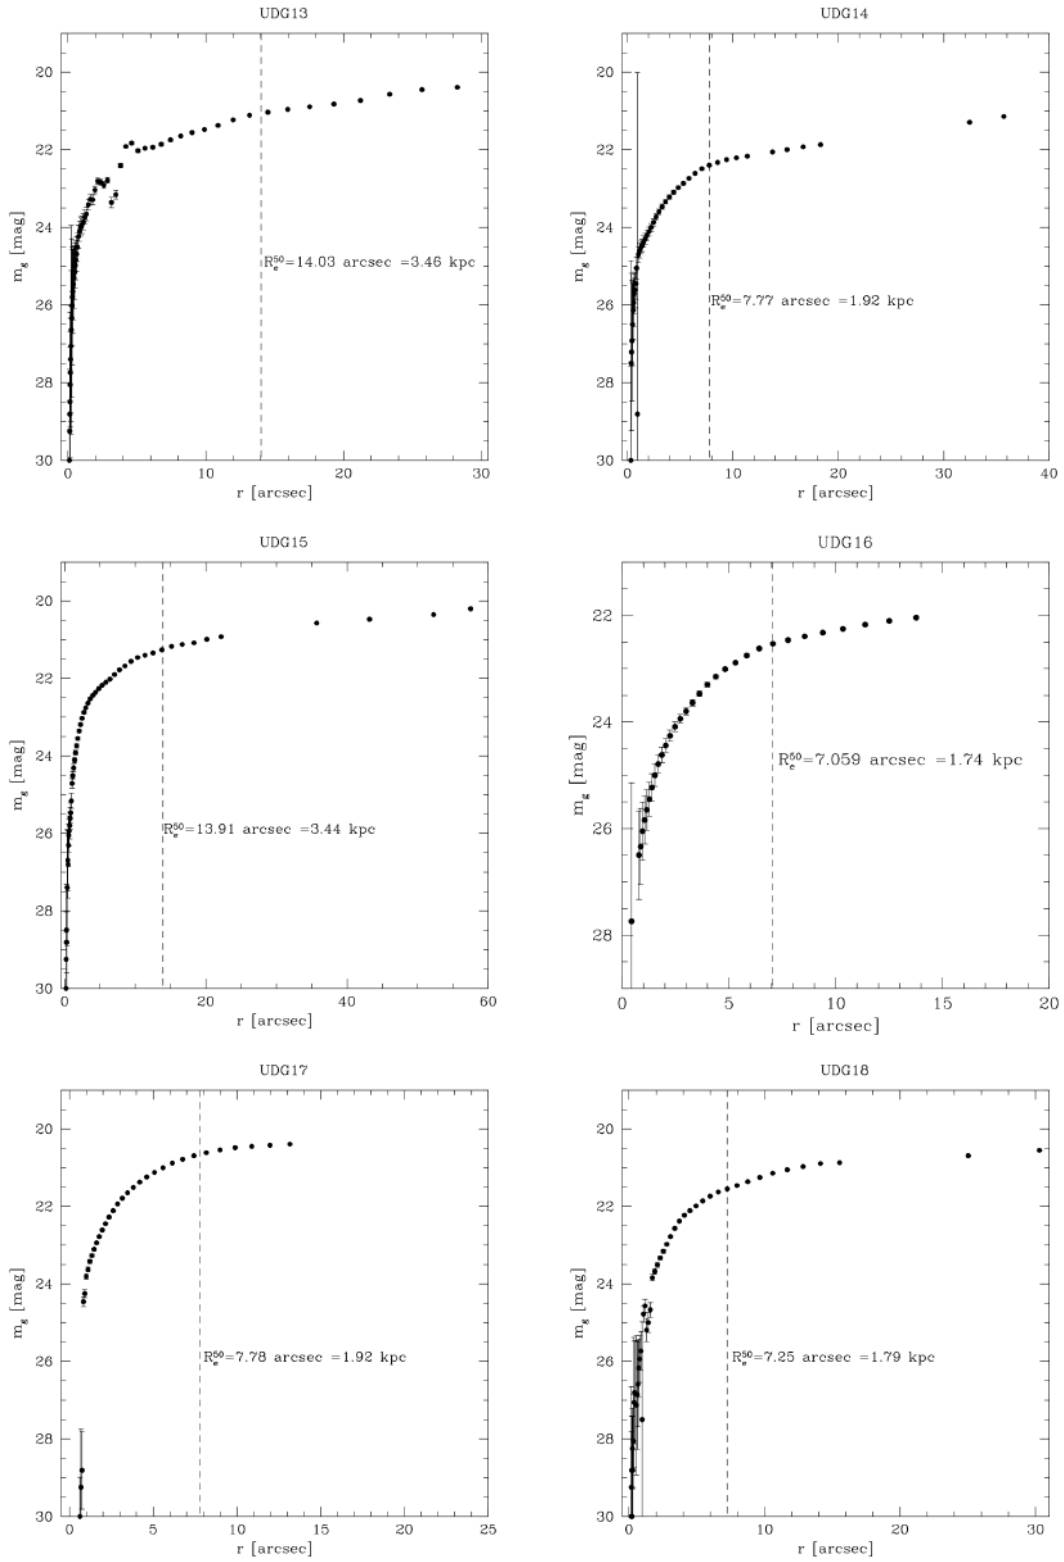 UDG13
20
22
24
26
28
30
m_g [mag]
R_e^50=14.03 arcsec =3.46 kpc
0 10 20 30
r [arcsec]
UDG14
20
22
24
26
28
30
m_g [mag]
R_e^50=7.77 arcsec =1.92 kpc
0 10 20 30 40
r [arcsec]
UDG15
20
22
24
26
28
30
m_g [mag]
R_e^50=13.91 arcsec =3.44 kpc
0 20 40 60
r [arcsec]
UDG16
22
24
26
28
m_g [mag]
R_e^50=7.059 arcsec =1.74 kpc
0 5 10 15 20
r [arcsec]
UDG17
20
22
24
26
28
30
m_g [mag]
R_e^50=7.78 arcsec =1.92 kpc
0 5 10 15 20 25
r [arcsec]
UDG18
20
22
24
26
28
30
m_g [mag]
R_e^50=7.25 arcsec =1.79 kpc
0 10 20 30
r [arcsec]